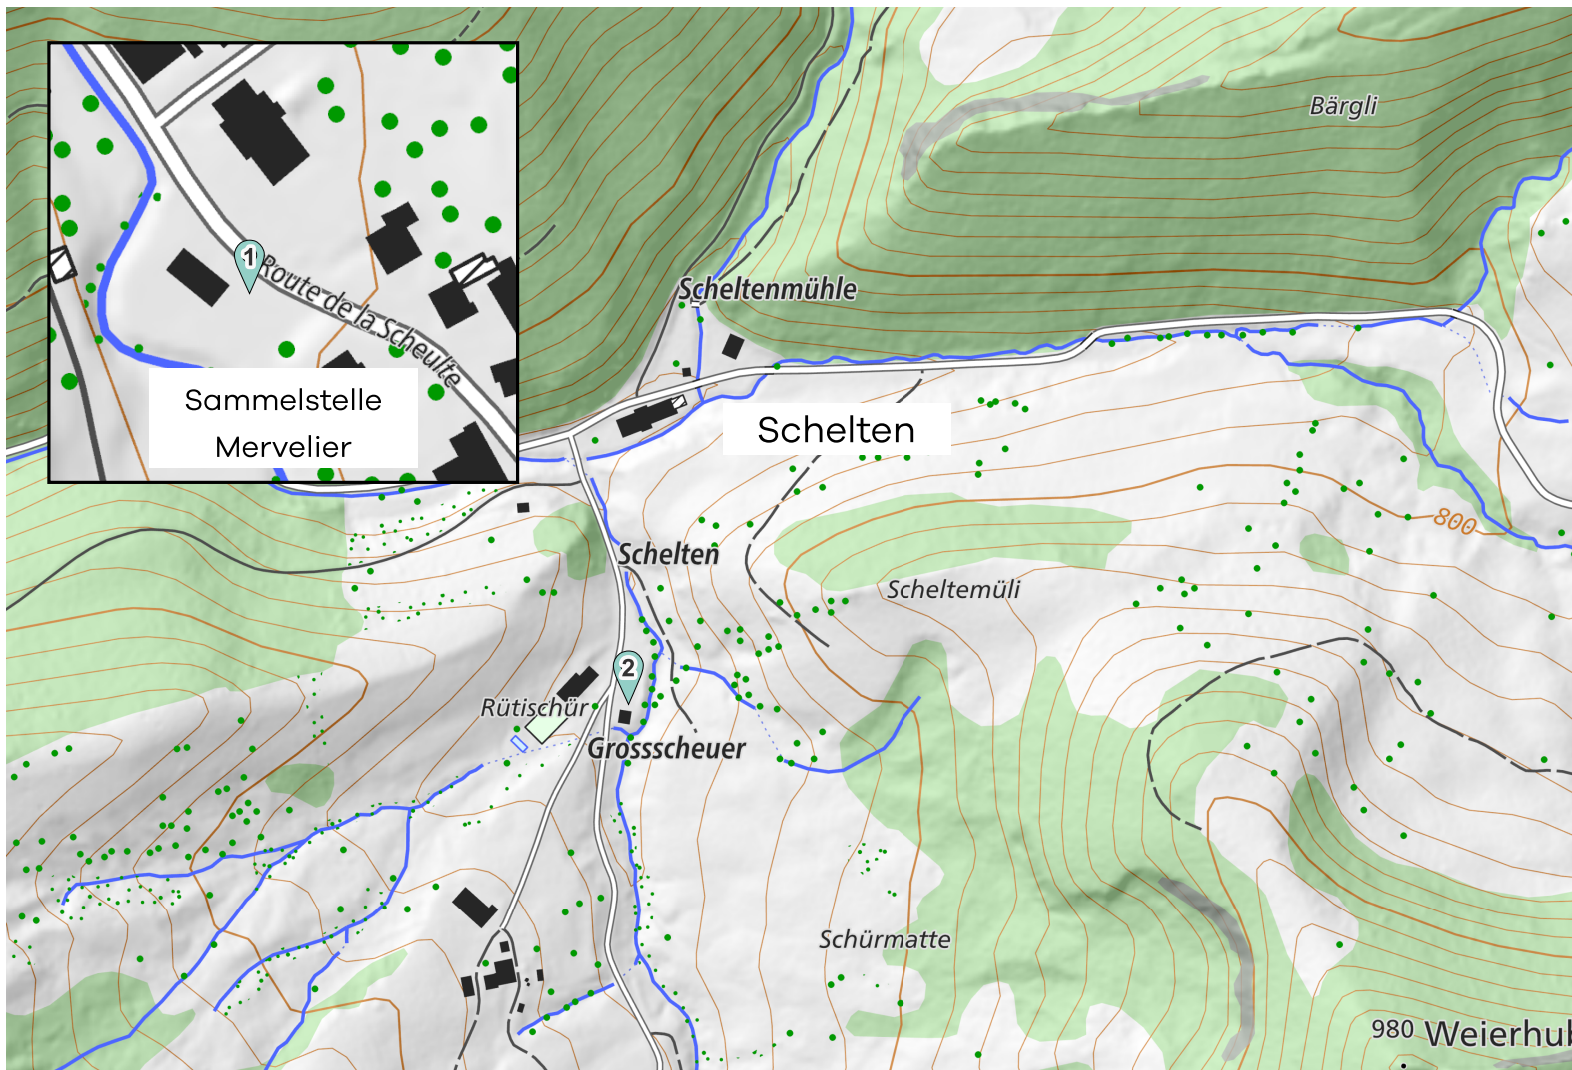 Bärgli
1
Route de la Scheulte
Scheltenmühle
Sammelstelle
Mervelier
Schelten
800
Schelten
Scheltemüli
2
Rütischür
Grossscheuer
Schürmatte
980 Weierhub